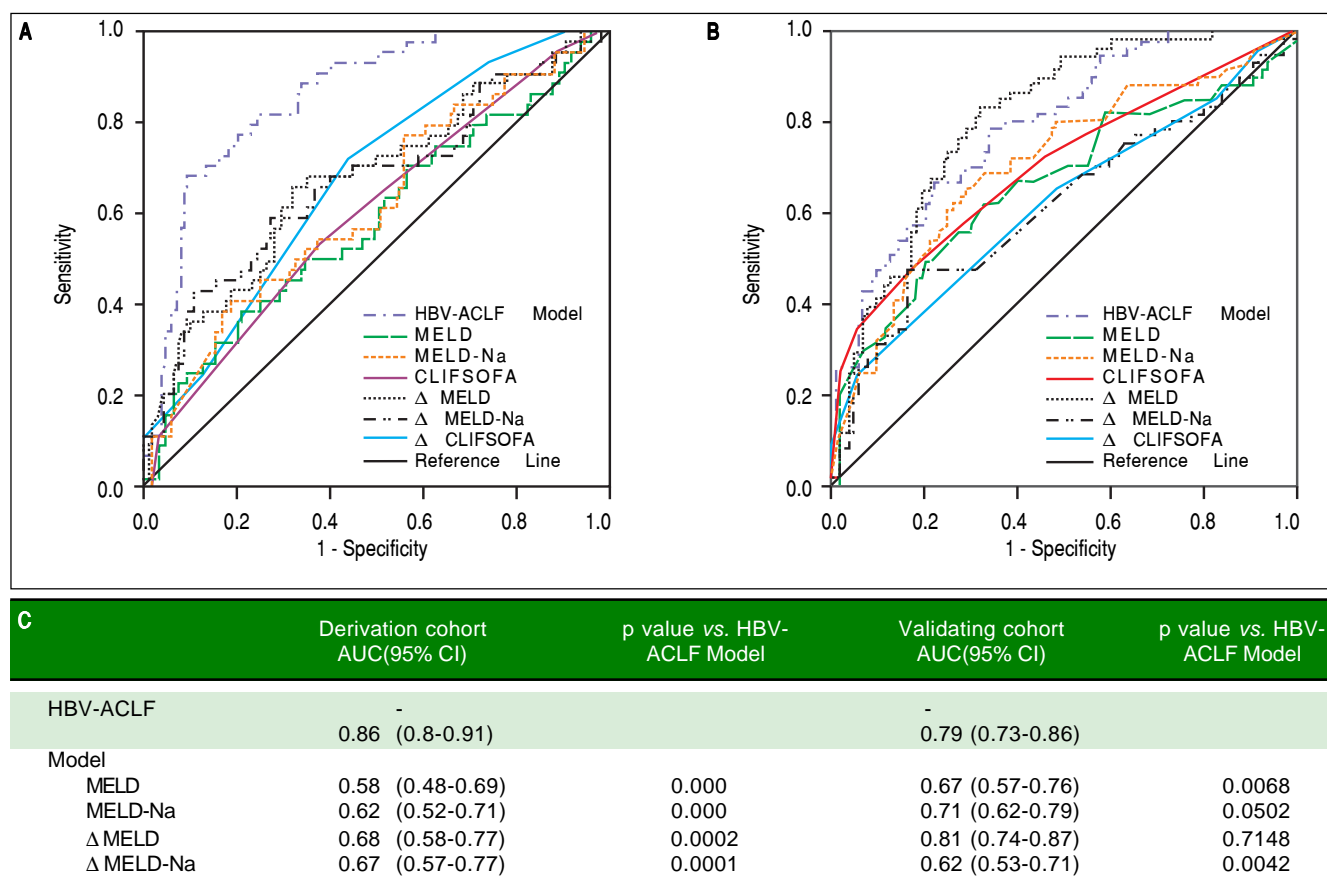 A
1.0
0.8
0.6
0.4
0.2
0.0
Sensitivity
0.0 0.2 0.4 0.6 0.8 1.0
1 - Specificity
HBV-ACLF Model
MELD
MELD-Na
CLIFSOFA
Δ MELD
Δ MELD-Na
Δ CLIFSOFA
Reference Line
B
1.0
0.8
0.6
0.4
0.2
0.0
Sensitivity
0.0 0.2 0.4 0.6 0.8 1.0
1 - Specificity
HBV-ACLF Model
MELD
MELD-Na
CLIFSOFA
Δ MELD
Δ MELD-Na
Δ CLIFSOFA
Reference Line
C Derivation cohort p value vs. HBV- Validating cohort p value vs. HBV-
AUC(95% CI) ACLF Model AUC(95% CI) ACLF Model
HBV-ACLF - -
0.86 (0.8-0.91) 0.79 (0.73-0.86)
Model
MELD 0.58 (0.48-0.69) 0.000 0.67 (0.57-0.76) 0.0068
MELD-Na 0.62 (0.52-0.71) 0.000 0.71 (0.62-0.79) 0.0502
Δ MELD 0.68 (0.58-0.77) 0.0002 0.81 (0.74-0.87) 0.7148
Δ MELD-Na 0.67 (0.57-0.77) 0.0001 0.62 (0.53-0.71) 0.0042